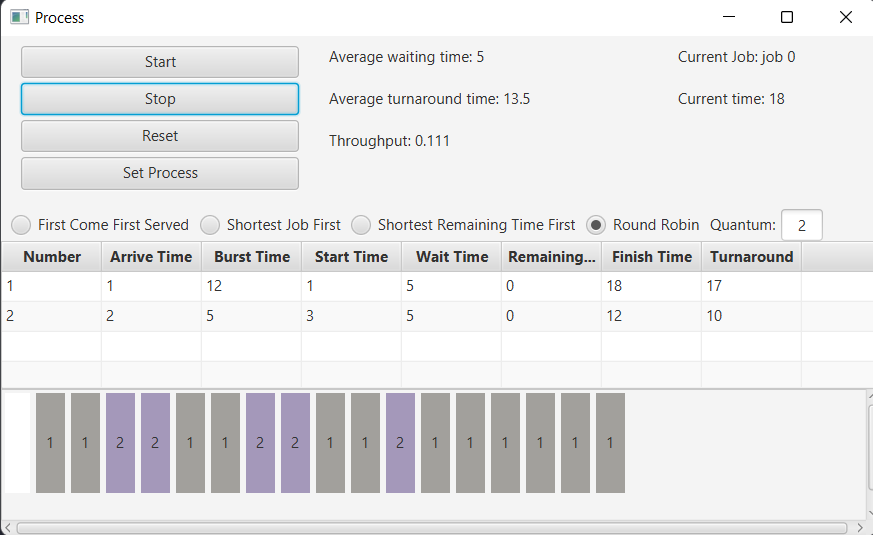 Process
Start
Stop
Reset
Set Process
Average waiting time: 5
Average turnaround time: 13.5
Throughput: 0.111
Current Job: job 0
Current time: 18
First Come First Served Shortest Job First Shortest Remaining Time First Round Robin Quantum: 2
Number Arrive Time Burst Time Start Time Wait Time Remaining... Finish Time Turnaround
1 1 12 1 5 0 18 17
2 2 5 3 5 0 12 10
1 1 2 2 1 1 2 2 1 1 2 1 1 1 1 1 1